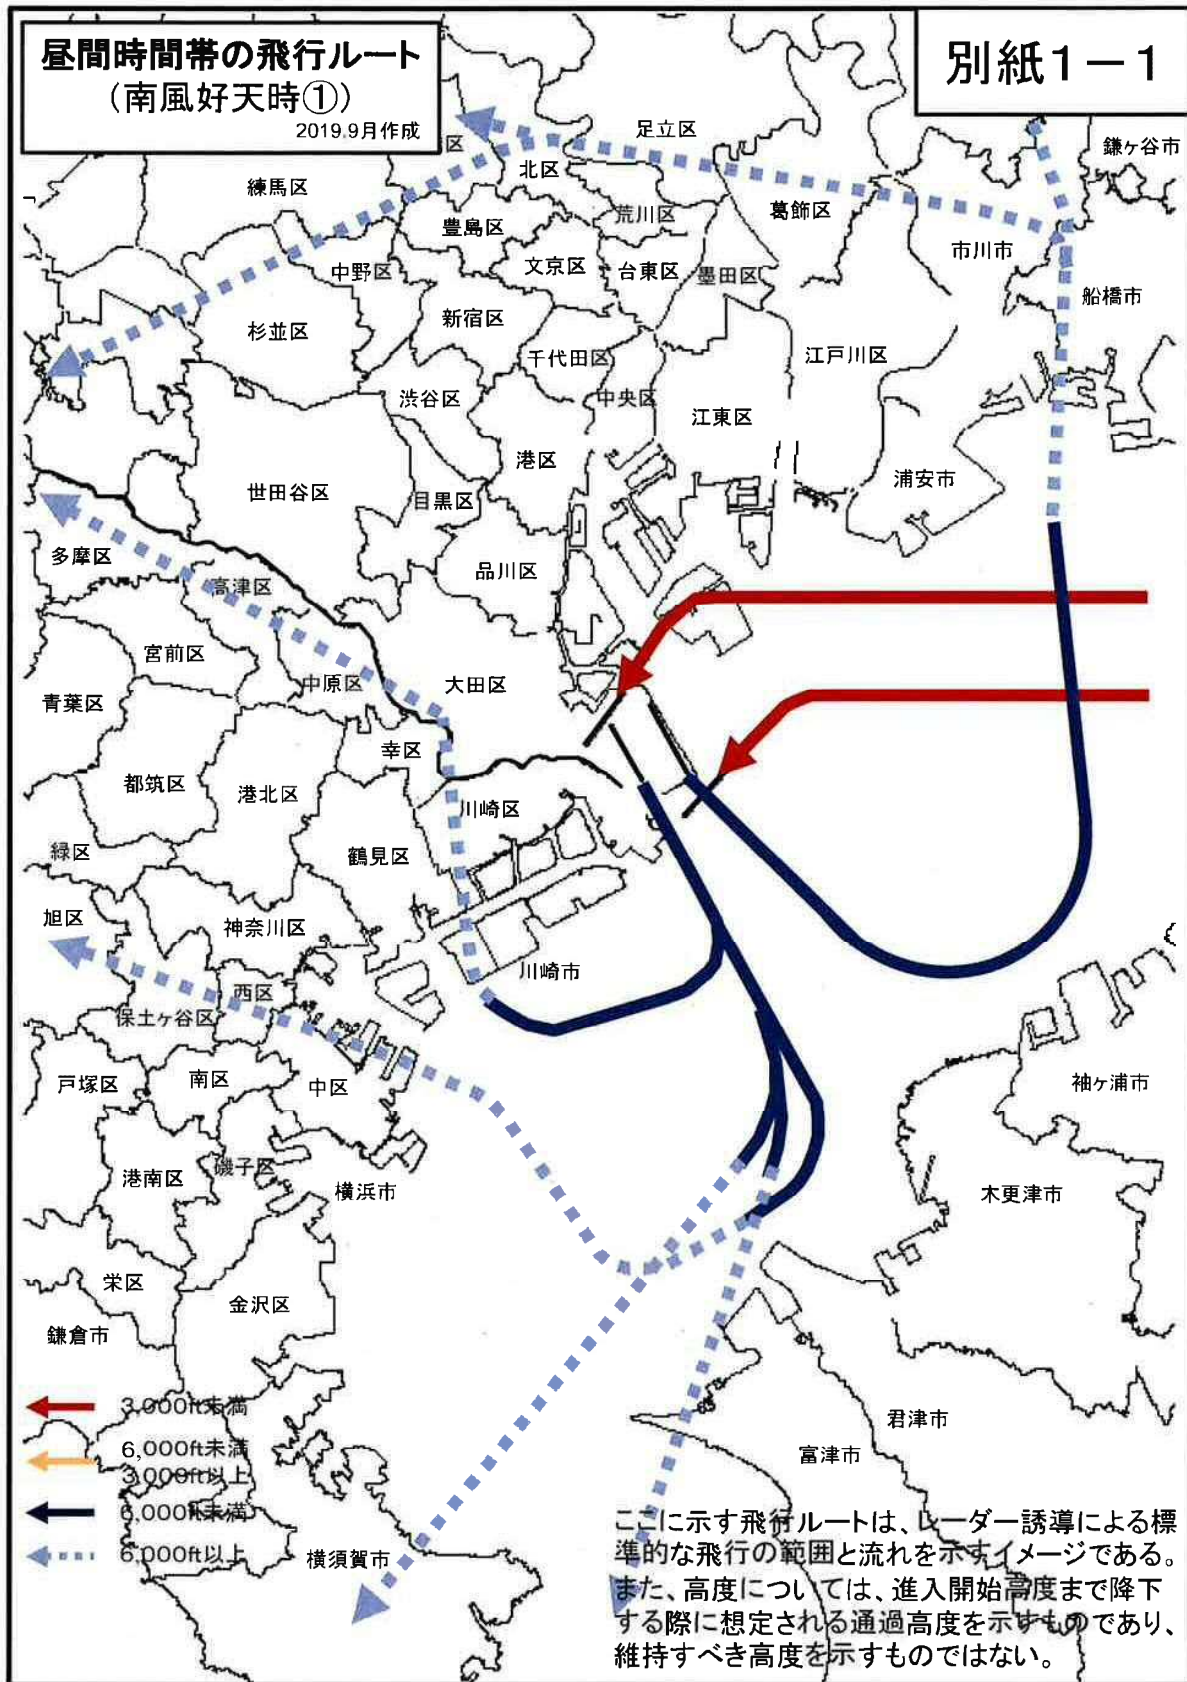 昼間時間帯の飛行ルート
(南風好天時①)
2019.9月作成
別紙1－1
足立区
鎌ヶ谷市
区
北区
練馬区
豊島区
荒川区
葛飾区
市川市
中野区
文京区
台東区
墨田区
船橋市
杉並区
新宿区
千代田区
江戸川区
渋谷区
中央区
江東区
港区
世田谷区
目黒区
浦安市
多摩区
品川区
高津区
宮前区
中原区
大田区
青葉区
幸区
都筑区
港北区
川崎区
緑区
鶴見区
旭区
神奈川区
川崎市
西区
保土ヶ谷区
戸塚区
南区
中区
袖ヶ浦市
港南区
磯子区
横浜市
木更津市
栄区
金沢区
鎌倉市
3,000ft未満
6,000ft未満
3,000ft以上
6,000ft未満
6,000ft以上
君津市
富津市
横須賀市
ここに示す飛行ルートは、レーダー誘導による標
準的な飛行の範囲と流れを示すイメージである。
また、高度については、進入開始高度まで降下
する際に想定される通過高度を示すものであり、
維持すべき高度を示すものではない。